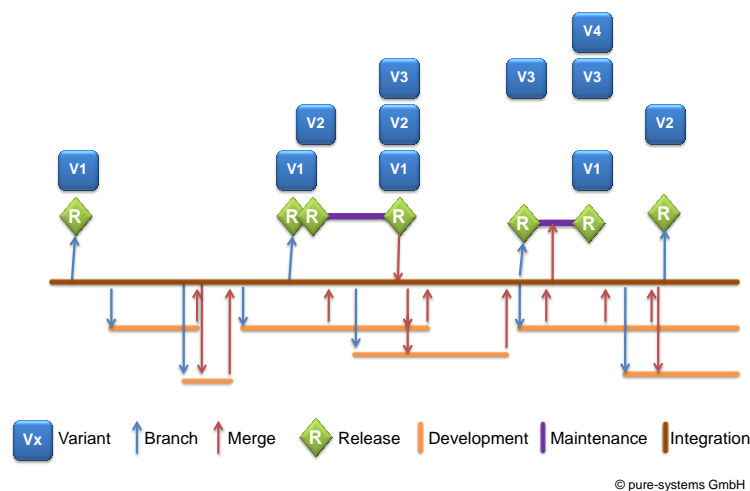 V4
V3 V3 V3
V2 V2 V2
V1 V1 V1 V1
R R R R R R R
Vx Variant Branch Merge R Release Development Maintenance Integration
© pure-systems GmbH